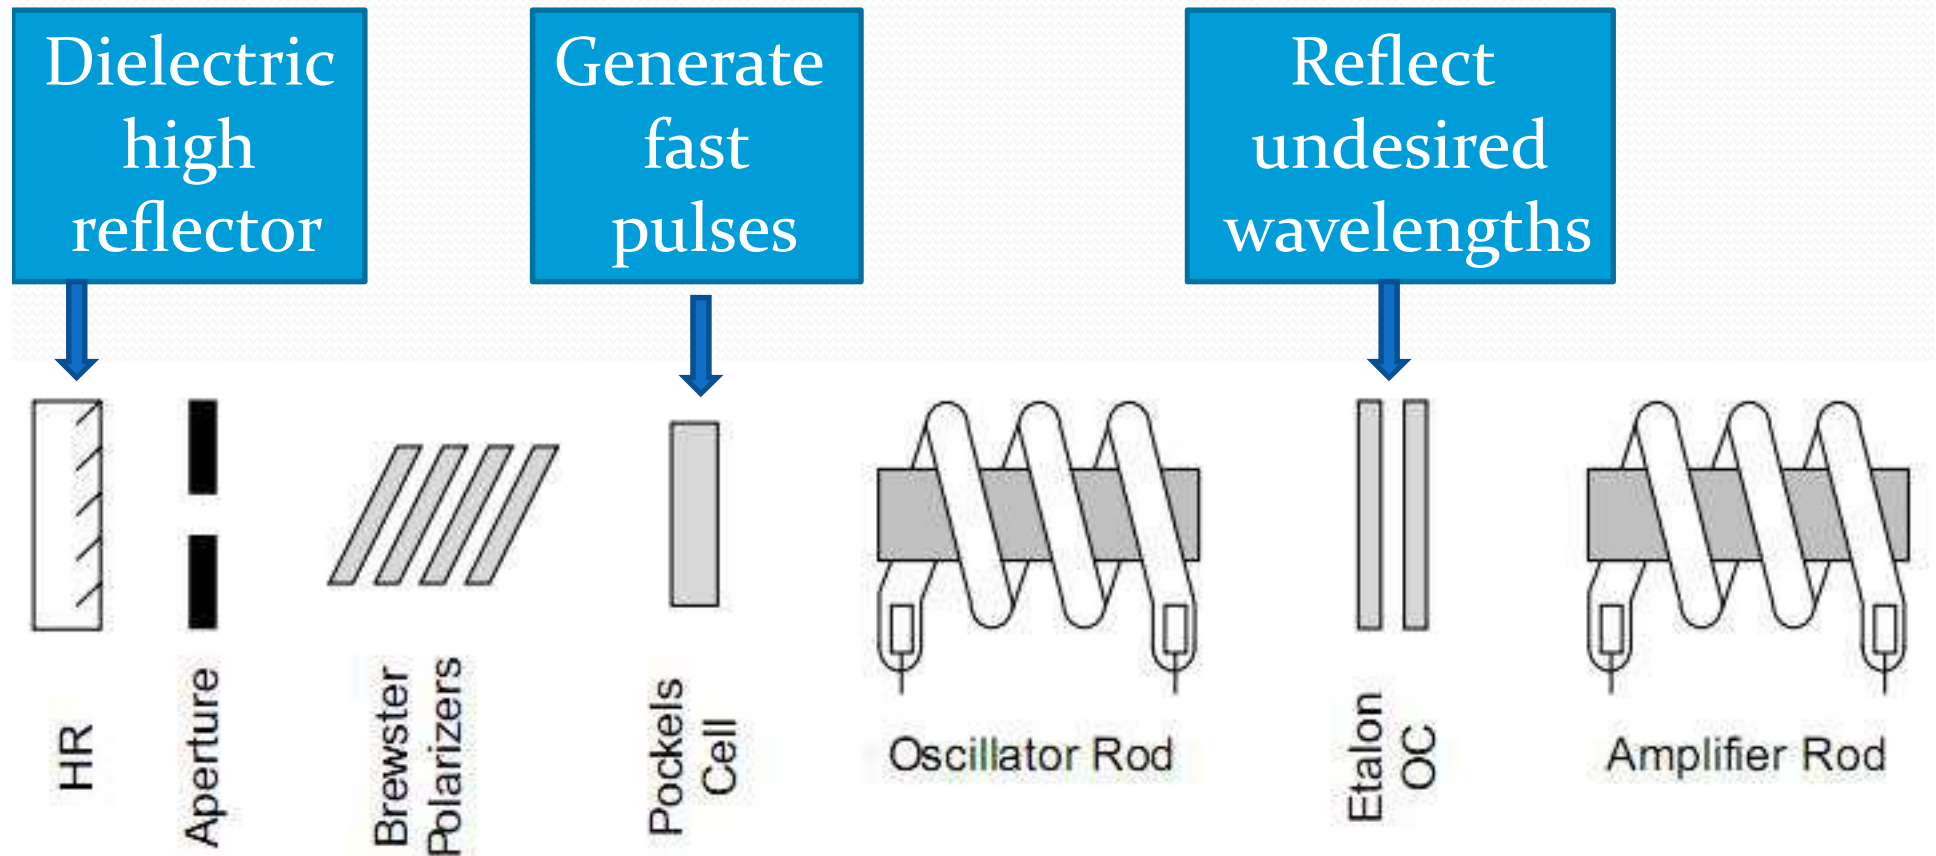 Dielectric
high
reflector
Generate
fast
pulses
Reflect
undesired
wavelengths
HR
Aperture
Brewster
Polarizers
Pockels
Cell
Oscillator Rod
Etalon
OC
Amplifier Rod